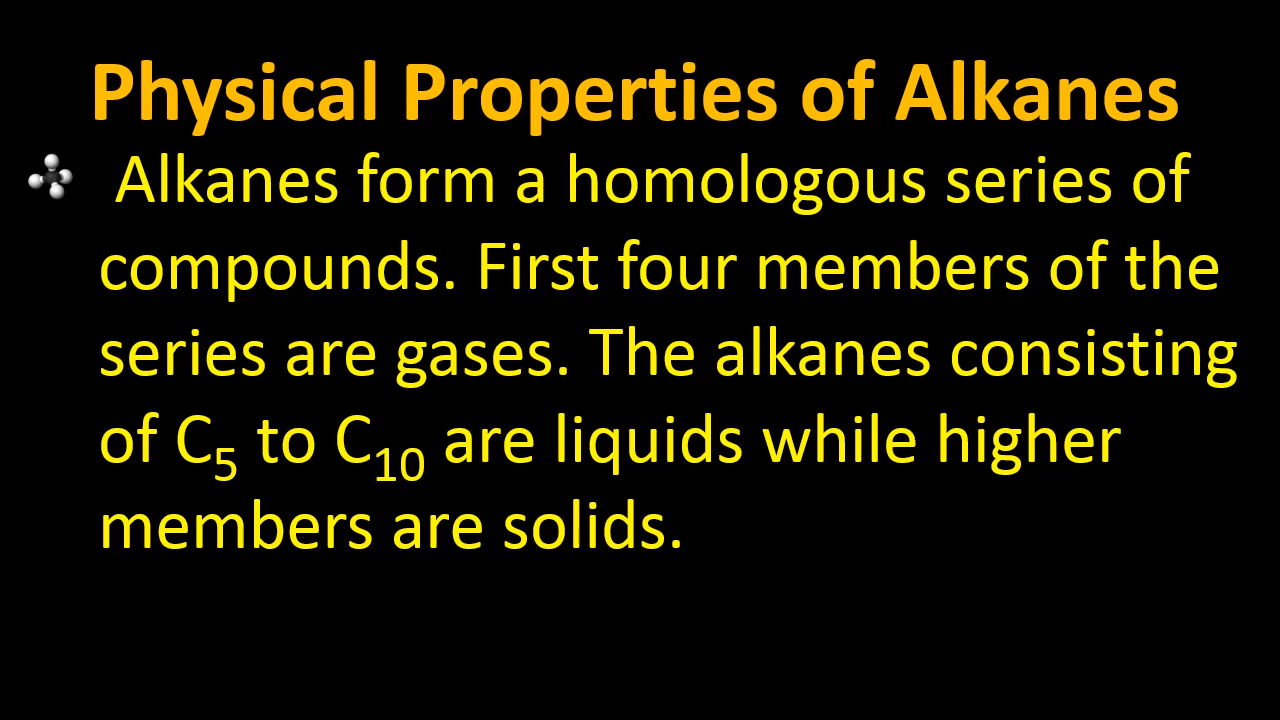 Physical Properties of Alkanes
Alkanes form a homologous series of
compounds. First four members of the
series are gases. The alkanes consisting
of C₅ to C₁₀ are liquids while higher
members are solids.